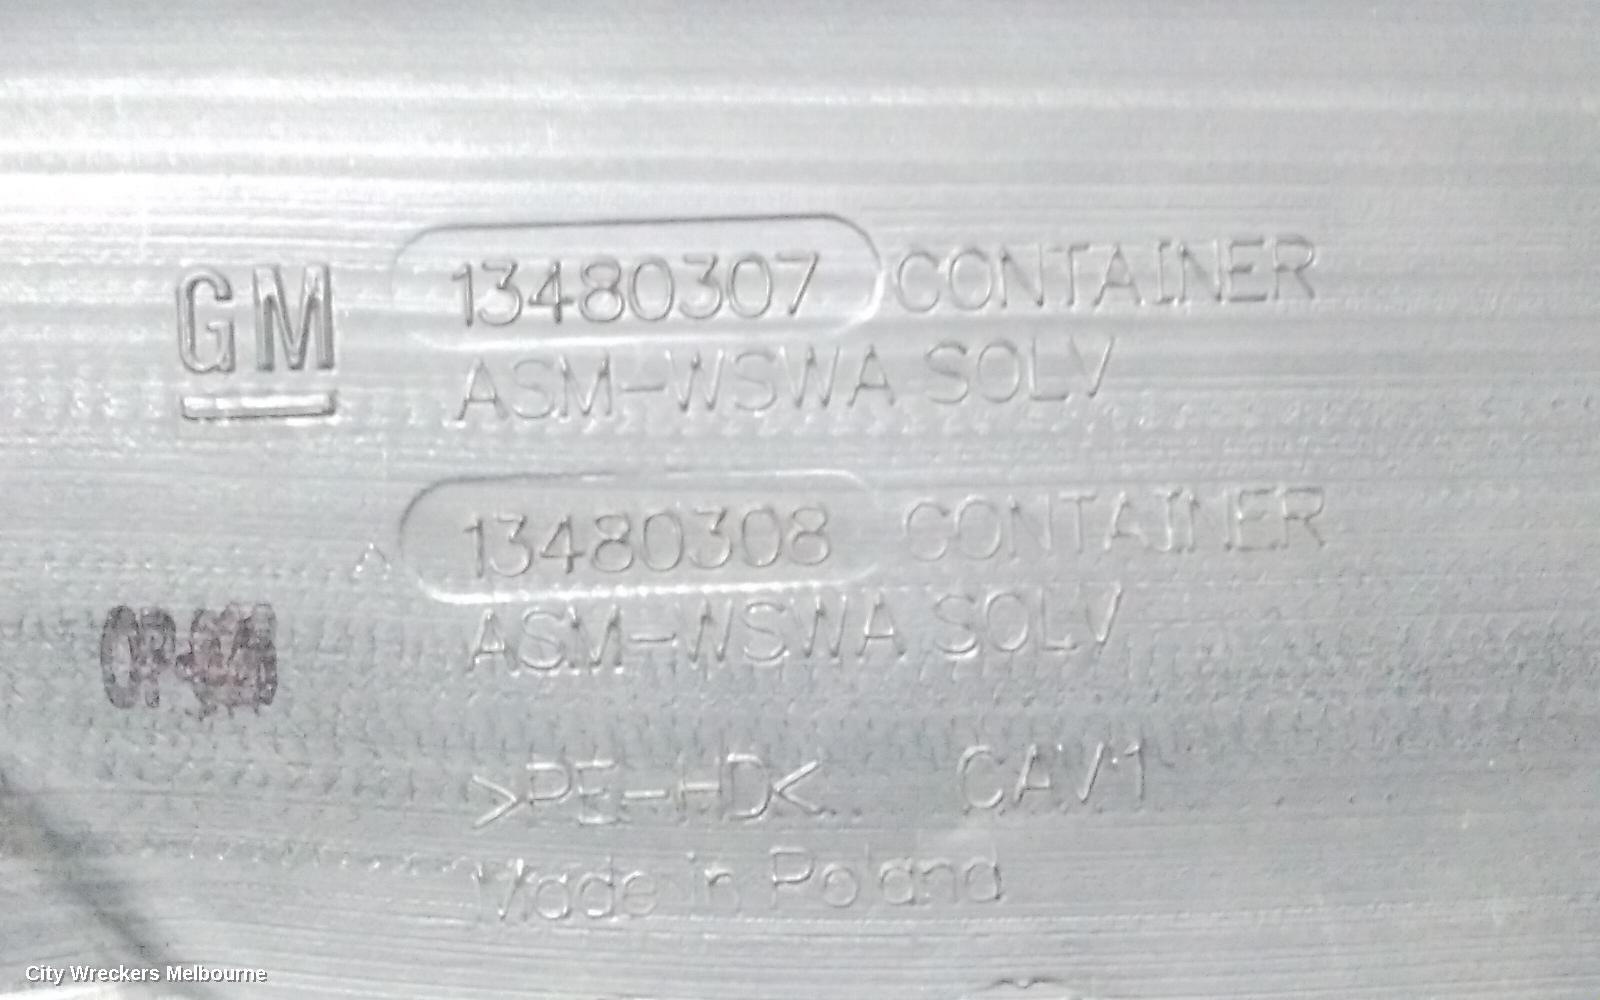 GM 13480307 CONTAINER
ASM-WSWA SOLV
13480308 CONTAINER
ASM-WSWA SOLV
>PE-HD< CAV1
Made in Poland
City Wreckers Melbourne